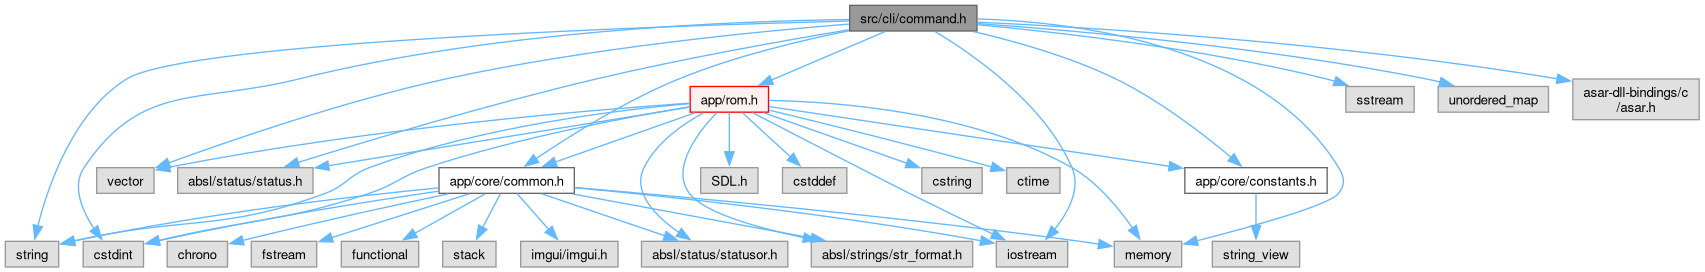 src/cli/command.h
app/rom.h
sstream
unordered_map
asar-dll-bindings/c
/asar.h
vector
absl/status/status.h
app/core/common.h
SDL.h
cstddef
cstring
ctime
app/core/constants.h
string
cstdint
chrono
fstream
functional
stack
imgui/imgui.h
absl/status/statusor.h
absl/strings/str_format.h
iostream
memory
string_view